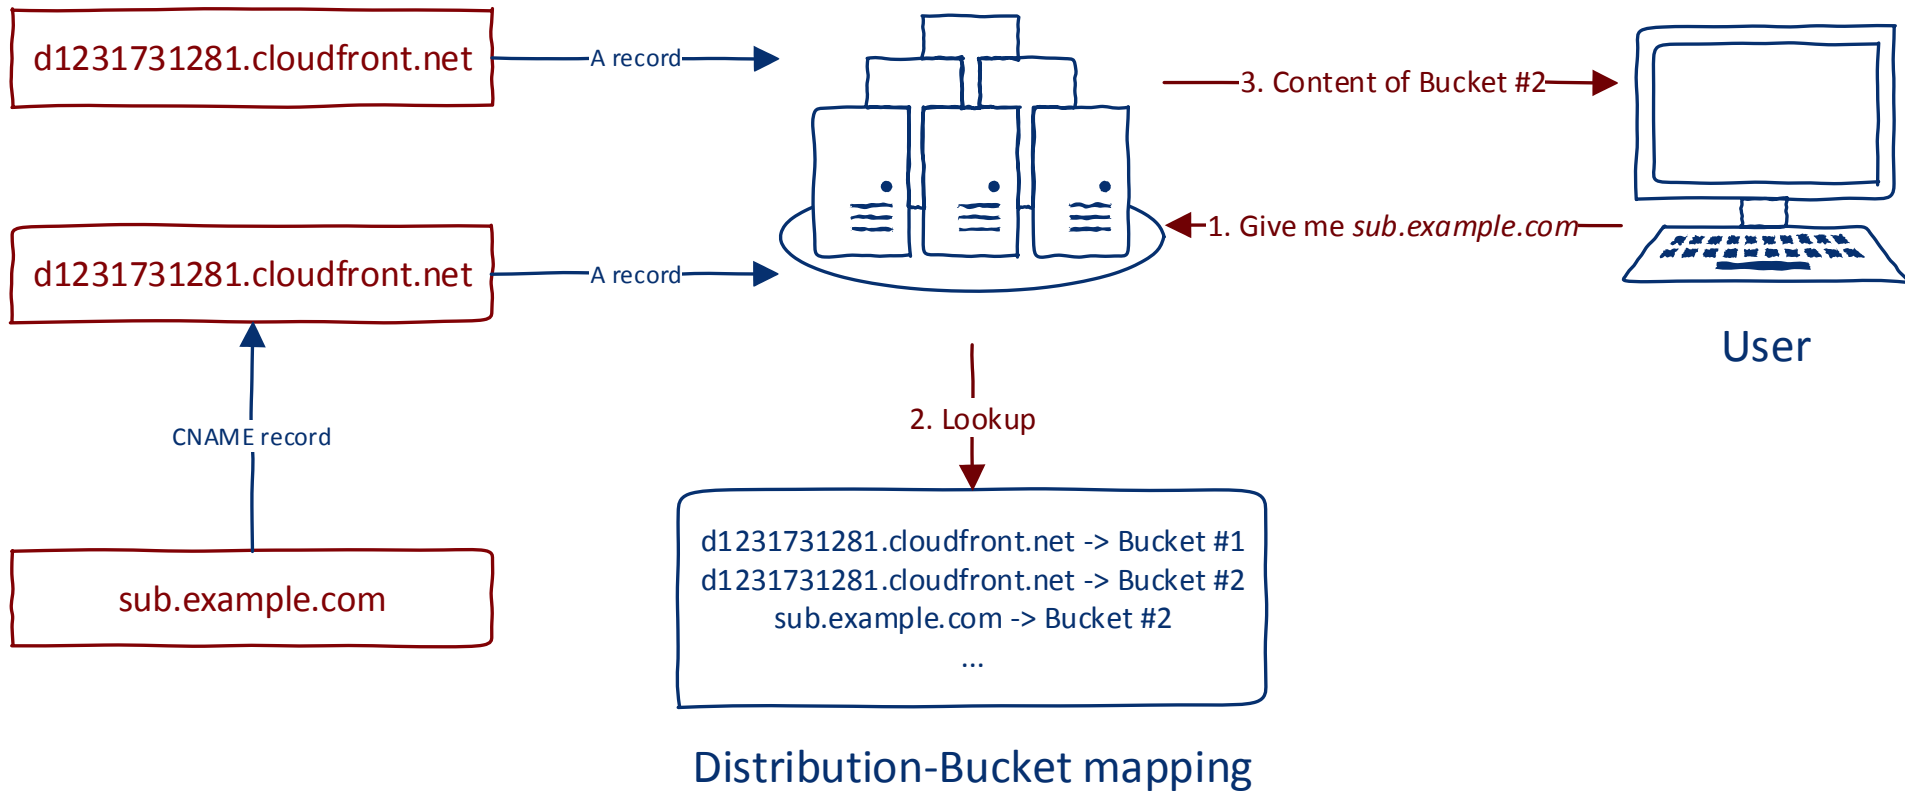 d1231731281.cloudfront.net
A record
3. Content of Bucket #2
1. Give me sub.example.com
d1231731281.cloudfront.net
A record
User
2. Lookup
CNAME record
d1231731281.cloudfront.net -> Bucket #1
d1231731281.cloudfront.net -> Bucket #2
sub.example.com -> Bucket #2
...
sub.example.com
Distribution-Bucket mapping